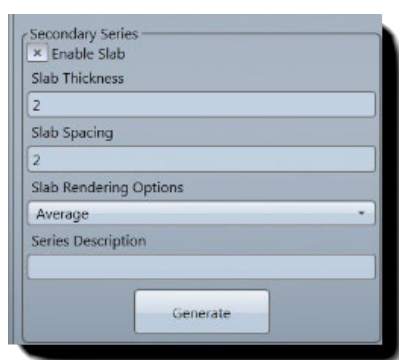 Secondary Series
Enable Slab
Slab Thickness
2
Slab Spacing
2
Slab Rendering Options
Average
Series Description
Generate